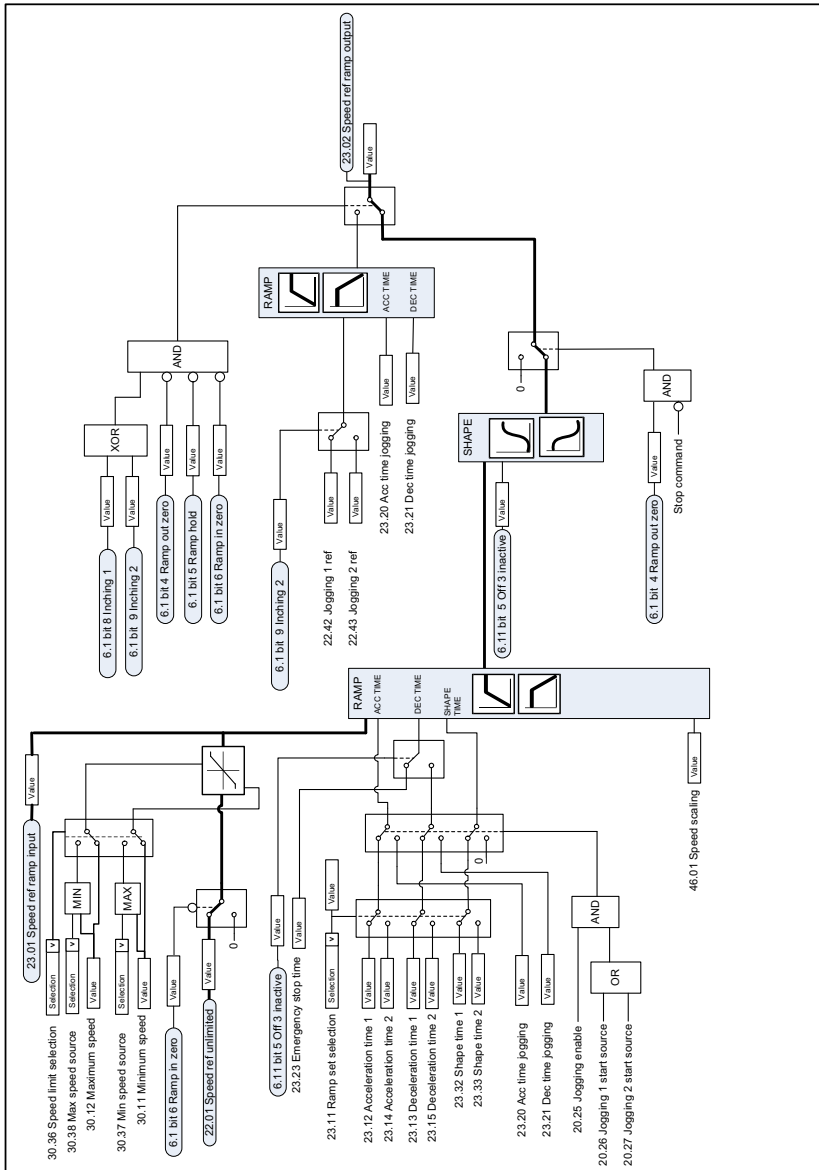 23.01 Speed ref ramp input
Value
30.36 Speed limit selection
Selection
v
30.38 Max speed source
Selection
v
MIN
30.12 Maximum speed
Value
30.37 Min speed source
Selection
v
MAX
30.11 Minimum speed
Value
6.1 bit 6 Ramp in zero
Value
22.01 Speed ref unlimited
Value
0
6.11 bit 5 Off 3 inactive
Value
23.23 Emergency stop time
Value
23.11 Ramp set selection
Selection
v
Value
23.12 Acceleration time 1
Value
23.14 Acceleration time 2
Value
23.13 Deceleration time 1
Value
23.15 Deceleration time 2
Value
23.32 Shape time 1
Value
23.33 Shape time 2
Value
0
23.20 Acc time jogging
Value
23.21 Dec time jogging
Value
20.25 Jogging enable
AND
20.26 Jogging 1 start source
OR
20.27 Jogging 2 start source
RAMP
ACC TIME
DEC TIME
SHAPE
TIME
46.01 Speed scaling
Value
6.1 bit 8 Inching 1
Value
6.1 bit 9 Inching 2
Value
XOR
AND
6.1 bit 4 Ramp out zero
Value
6.1 bit 5 Ramp hold
Value
6.1 bit 6 Ramp in zero
Value
6.1 bit 9 Inching 2
Value
22.42 Jogging 1 ref
Value
22.43 Jogging 2 ref
Value
23.20 Acc time jogging
Value
23.21 Dec time jogging
Value
RAMP
ACC TIME
DEC TIME
23.02 Speed ref ramp output
Value
SHAPE
6.11 bit 5 Off 3 inactive
Value
0
6.1 bit 4 Ramp out zero
Value
AND
Stop command